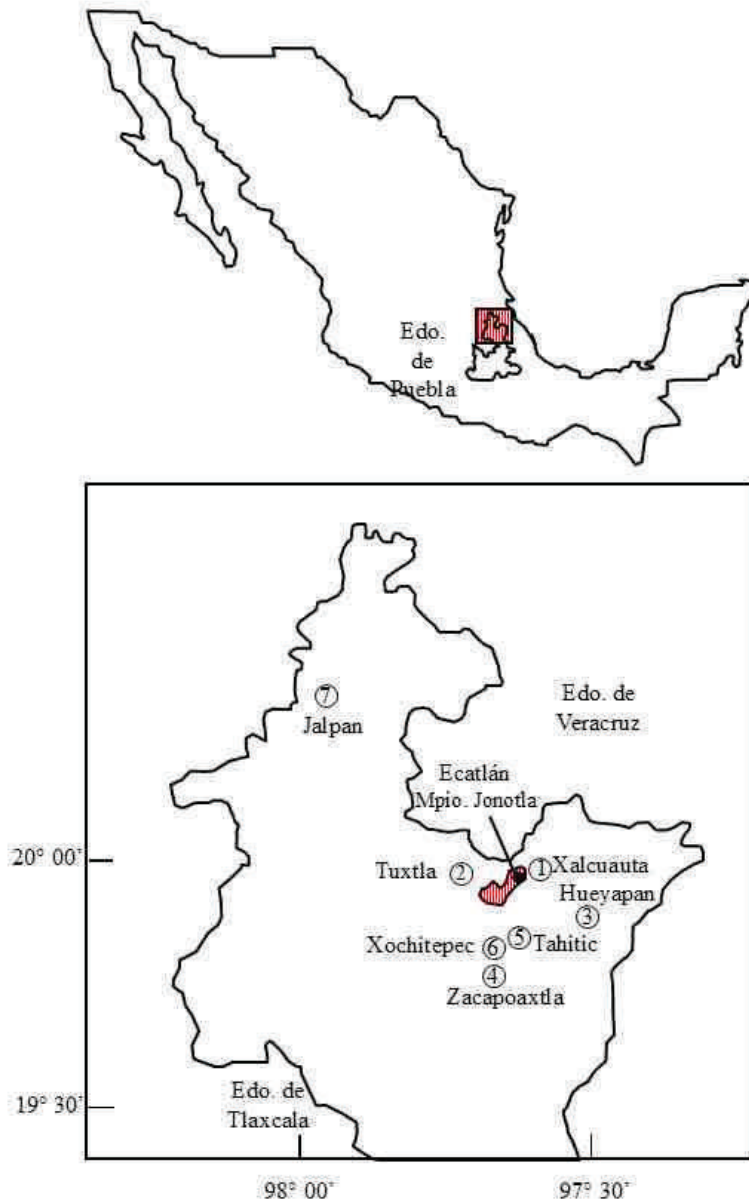 Edo.
de
Puebla
⑦
Jalpan
Edo. de
Veracruz
Ecatlán
Mpio. Jonotla
20° 00'
Tuxtla ② ① Xalcuauta
Hueyapan
③
Xochitepec ⑥ ⑤ Tahitic
④
Zacapoaxtla
Edo. de
Tlaxcala
19° 30'
98° 00' 97° 30'